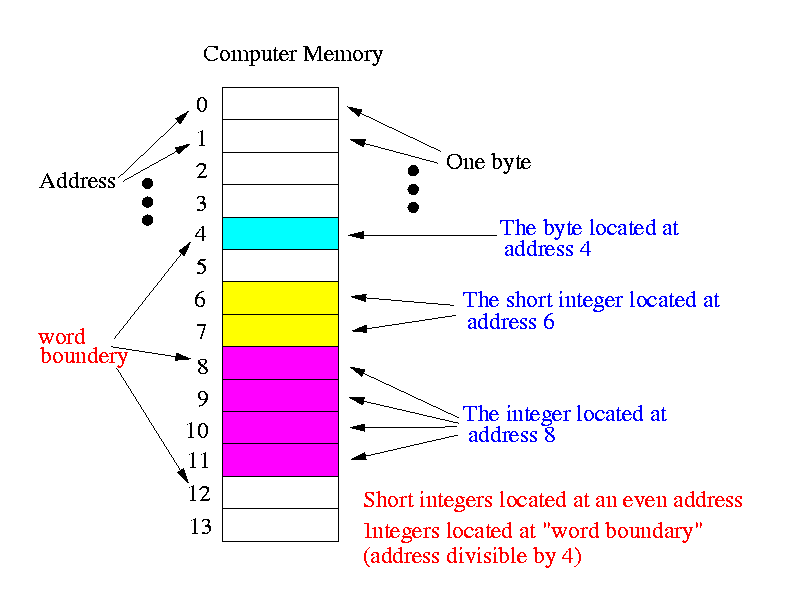 Computer Memory
0
1
2
3
4
5
6
7
8
9
10
11
12
13
Address
word
boundery
One byte
The byte located at
address 4
The short integer located at
address 6
The integer located at
address 8
Short integers located at an even address
Integers located at "word boundary"
(address divisible by 4)